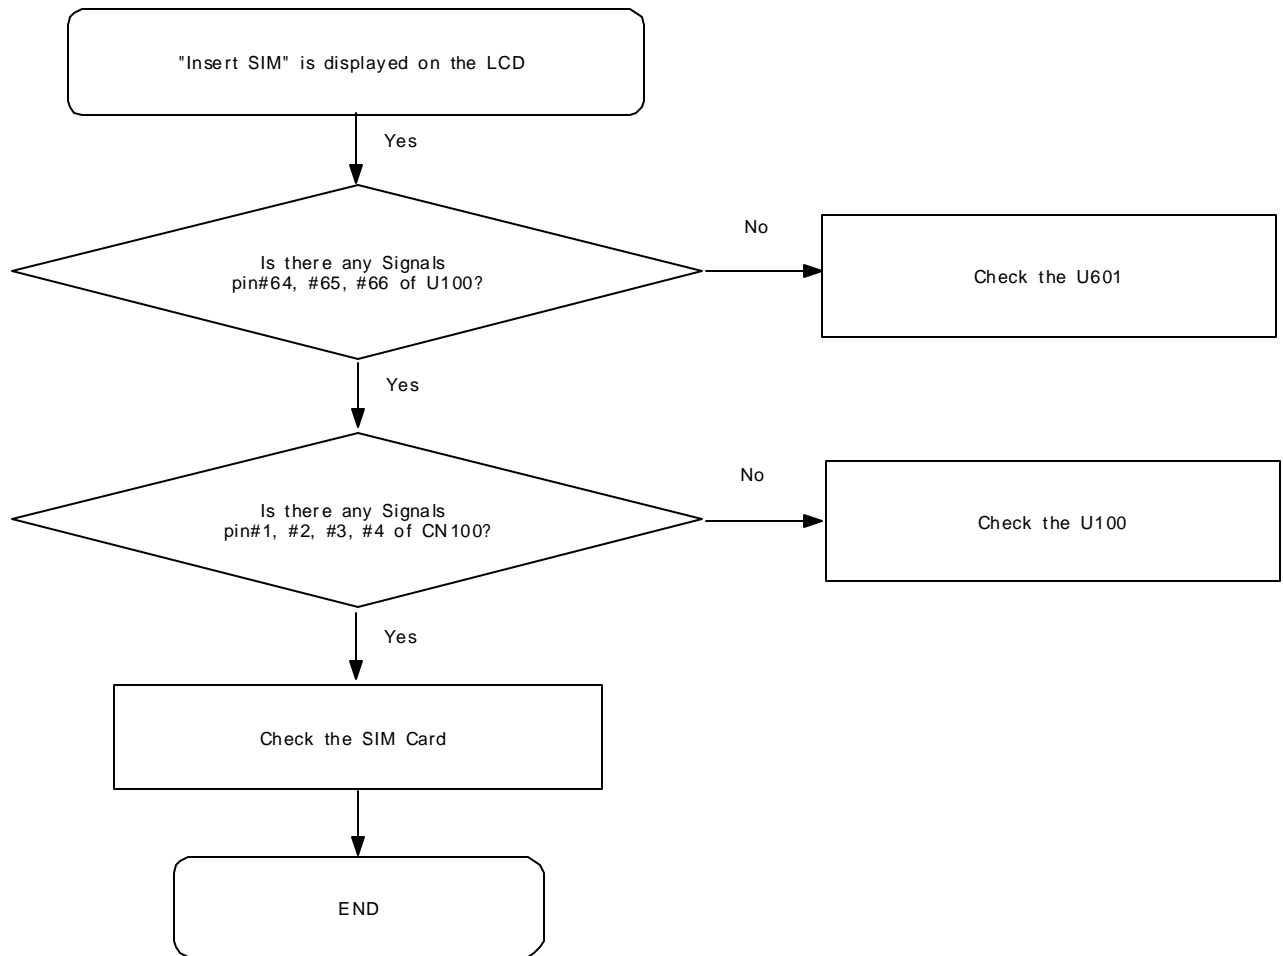 "Insert SIM" is displayed on the LCD
Yes
Is there any Signals
pin#64, #65, #66 of U100?
No
Check the U601
Yes
Is there any Signals
pin#1, #2, #3, #4 of CN100?
No
Check the U100
Yes
Check the SIM Card
END